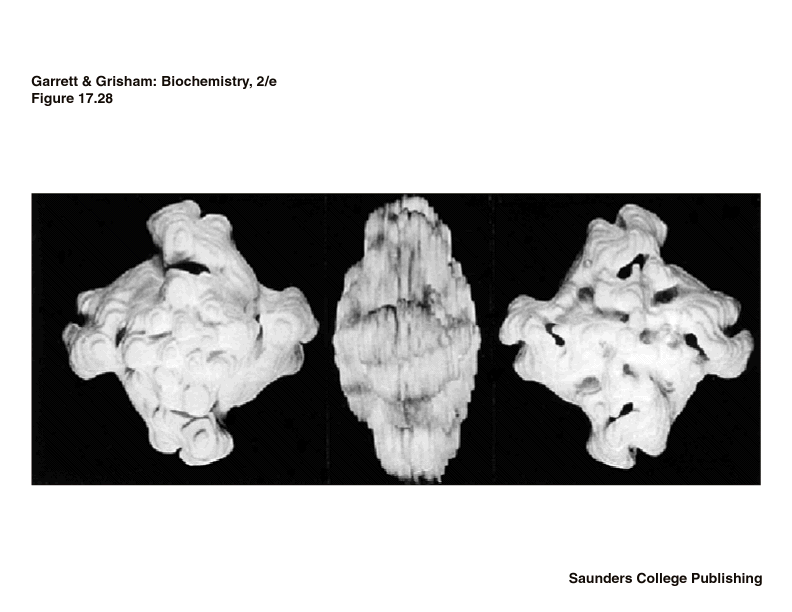 Garrett & Grisham: Biochemistry, 2/e
Figure 17.28
Saunders College Publishing